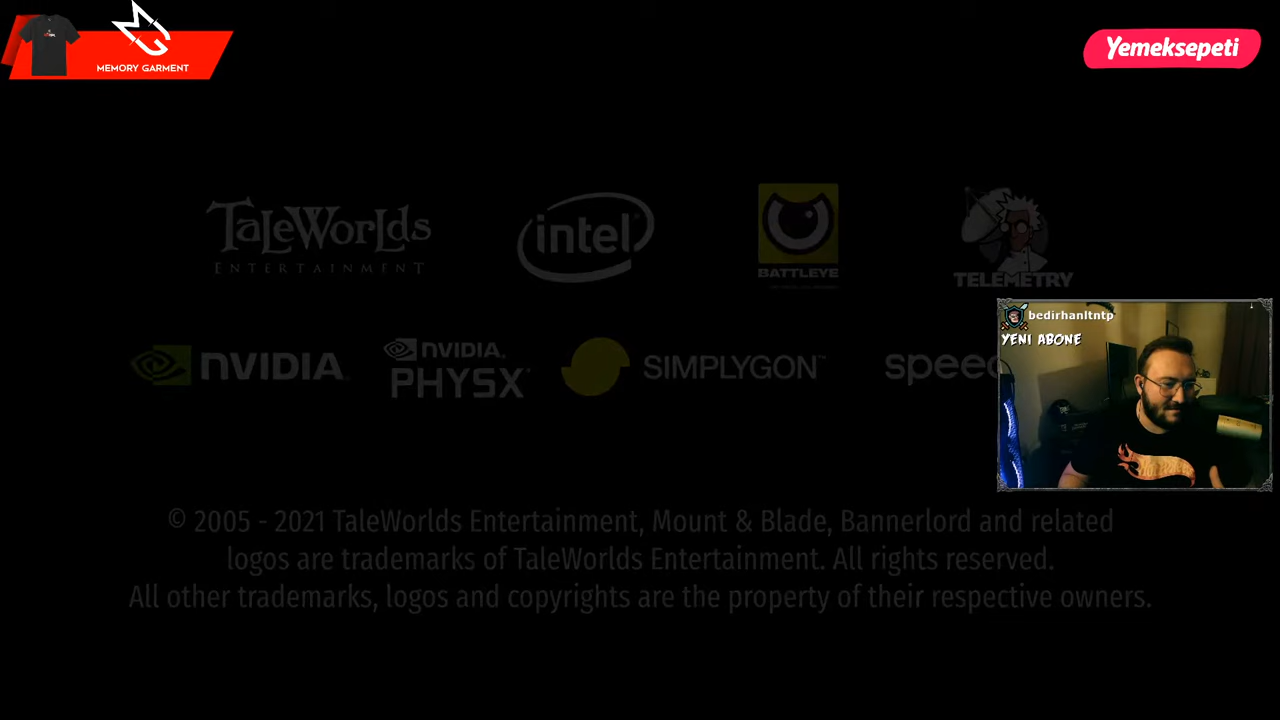 MEMORY GARMENT
Yemeksepeti
TALEWORLDS
ENTERTAINMENT
intel
BATTLEYE
TELEMETRY
bedirhanltntp
YENİ ABONE
NVIDIA
NVIDIA.
PHYSX
SIMPLYGON™
© 2005 - 2021 TaleWorlds Entertainment, Mount & Blade, Bannerlord and related
logos are trademarks of TaleWorlds Entertainment. All rights reserved.
All other trademarks, logos and copyrights are the property of their respective owners.